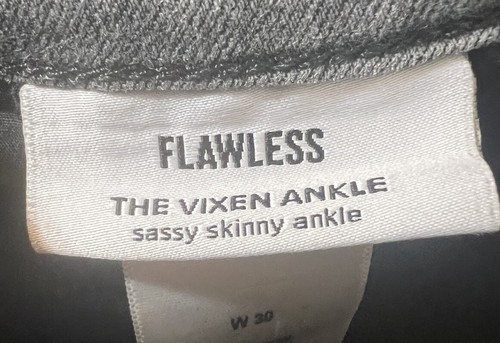 FLAWLESS
THE VIXEN ANKLE
sassy skinny ankle
W 30